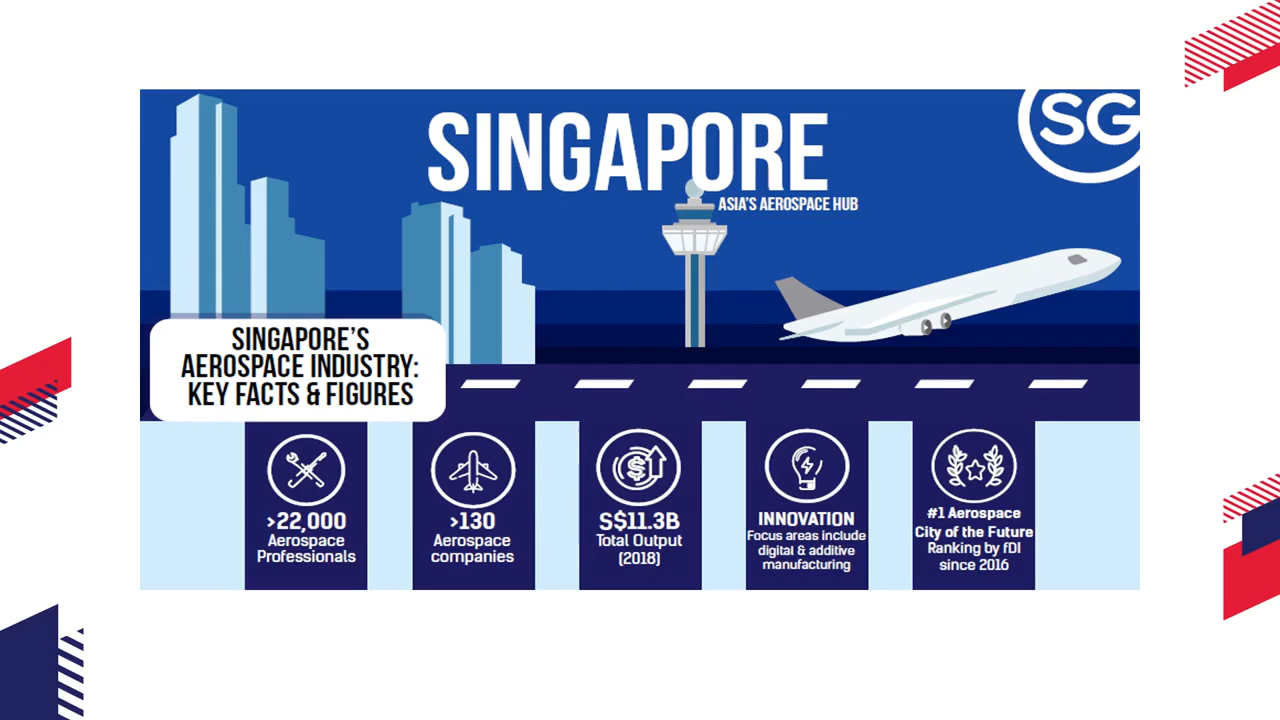 SINGAPORE
ASIA'S AEROSPACE HUB
SG
SINGAPORE'S
AEROSPACE INDUSTRY:
KEY FACTS & FIGURES
>22,000
Aerospace
Professionals
>130
Aerospace
companies
S$11.3B
Total Output
(2018)
INNOVATION
Focus areas include
digital & additive
manufacturing
#1 Aerospace
City of the Future
Ranking by fDI
since 2016